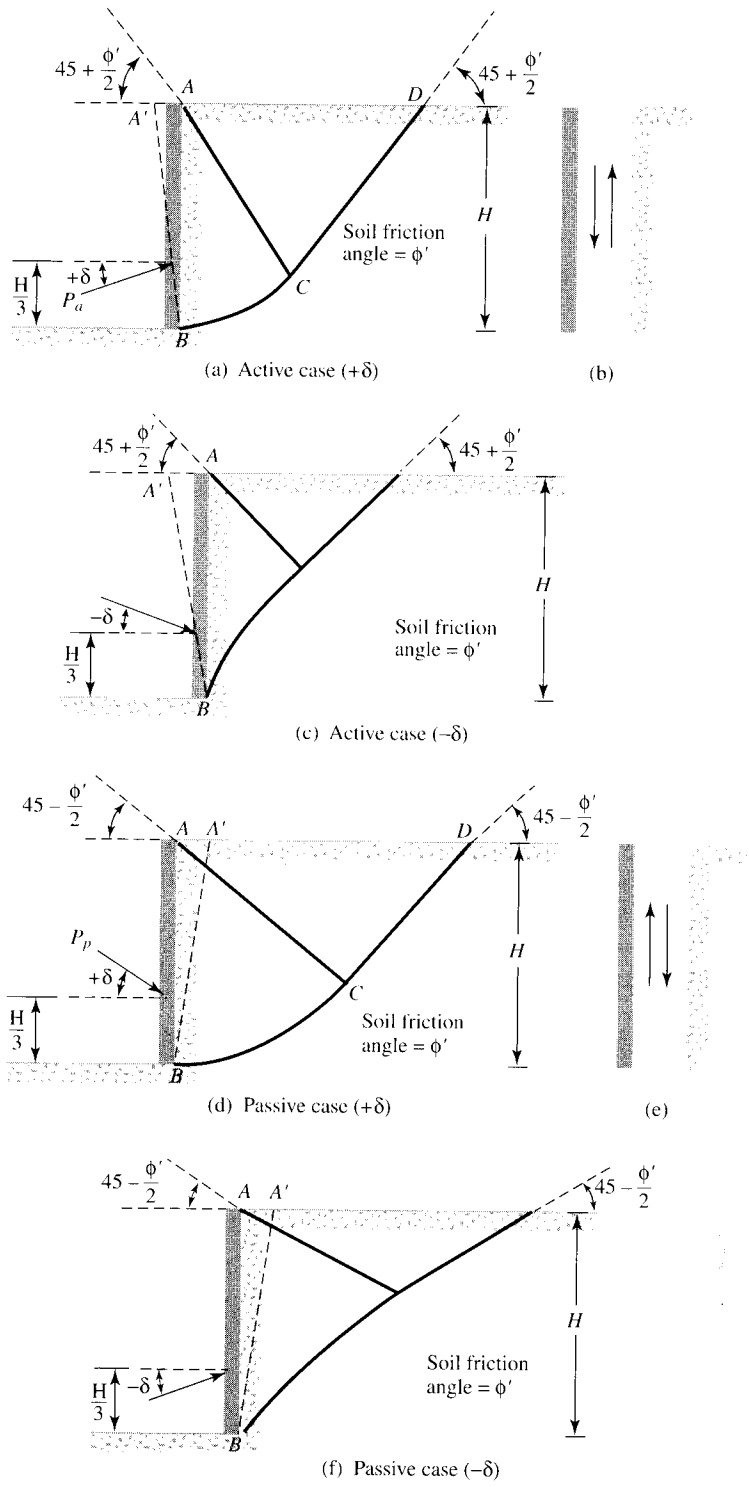 45 + φ′/2
A
D
45 + φ′/2
A′
H
Soil friction
angle = φ′
H/3
+δ
P_a
C
B
(a) Active case (+δ)
(b)
45 + φ′/2
A
45 + φ′/2
A′
H
−δ
Soil friction
angle = φ′
H/3
B
(c) Active case (−δ)
45 − φ′/2
A
A′
D
45 − φ′/2
P_p
H
+δ
C
H/3
Soil friction
angle = φ′
B
(d) Passive case (+δ)
(e)
45 − φ′/2
A
A′
45 − φ′/2
H
Soil friction
angle = φ′
H/3
−δ
B
(f) Passive case (−δ)